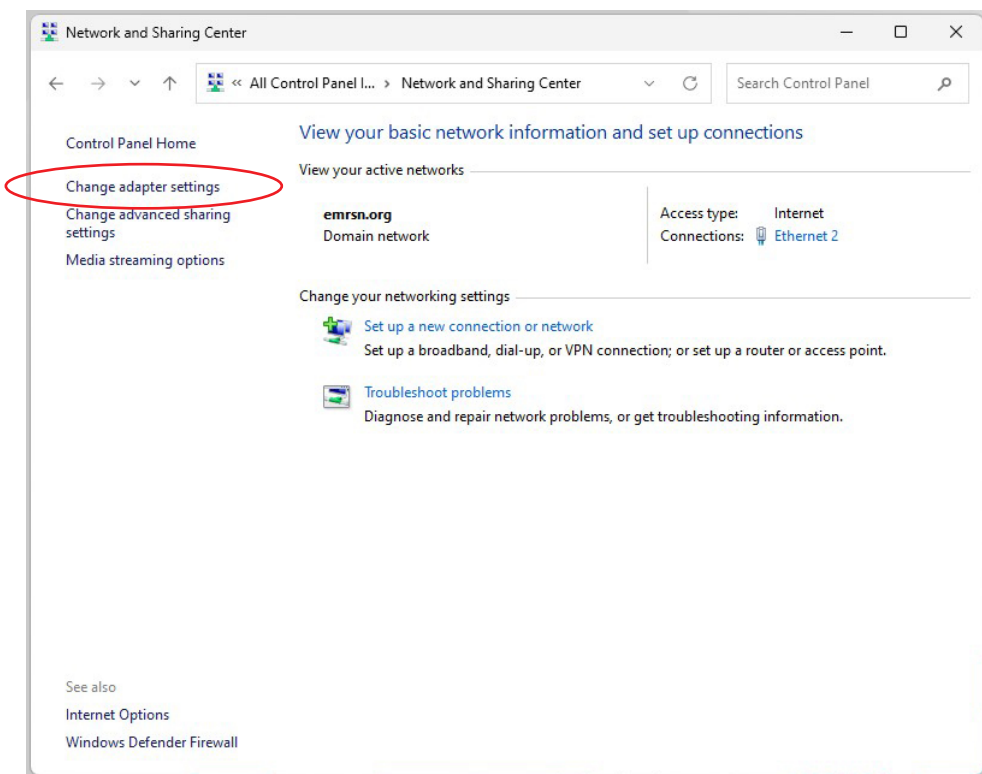 Network and Sharing Center
« All Control Panel I... › Network and Sharing Center
Search Control Panel
Control Panel Home
Change adapter settings
Change advanced sharing
settings
Media streaming options
View your basic network information and set up connections
View your active networks
emrsn.org
Domain network
Access type: Internet
Connections: Ethernet 2
Change your networking settings
Set up a new connection or network
Set up a broadband, dial-up, or VPN connection; or set up a router or access point.
Troubleshoot problems
Diagnose and repair network problems, or get troubleshooting information.
See also
Internet Options
Windows Defender Firewall